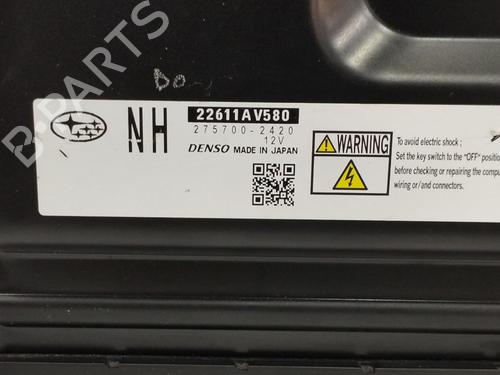 B-PARTS
Do
NH
22611AV580
275700-2420
12V
DENSO MADE IN JAPAN
WARNING
To avoid electric shock ;
Set the key switch to the "OFF" position
before checking or repairing the compu
wiring or/and connectors.